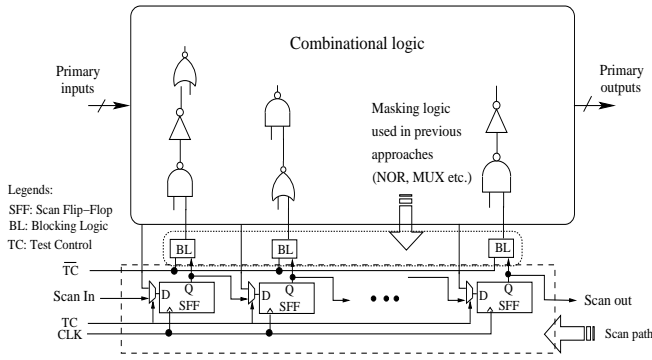 Combinational logic
Primary
inputs
Primary
outputs
Masking logic
used in previous
approaches
(NOR, MUX etc.)
Legends:
SFF: Scan Flip–Flop
BL: Blocking Logic
TC: Test Control
BL
BL
BL
TC
Q
Q
Q
Scan In
D
SFF
D
SFF
D
SFF
Scan out
TC
CLK
Scan path